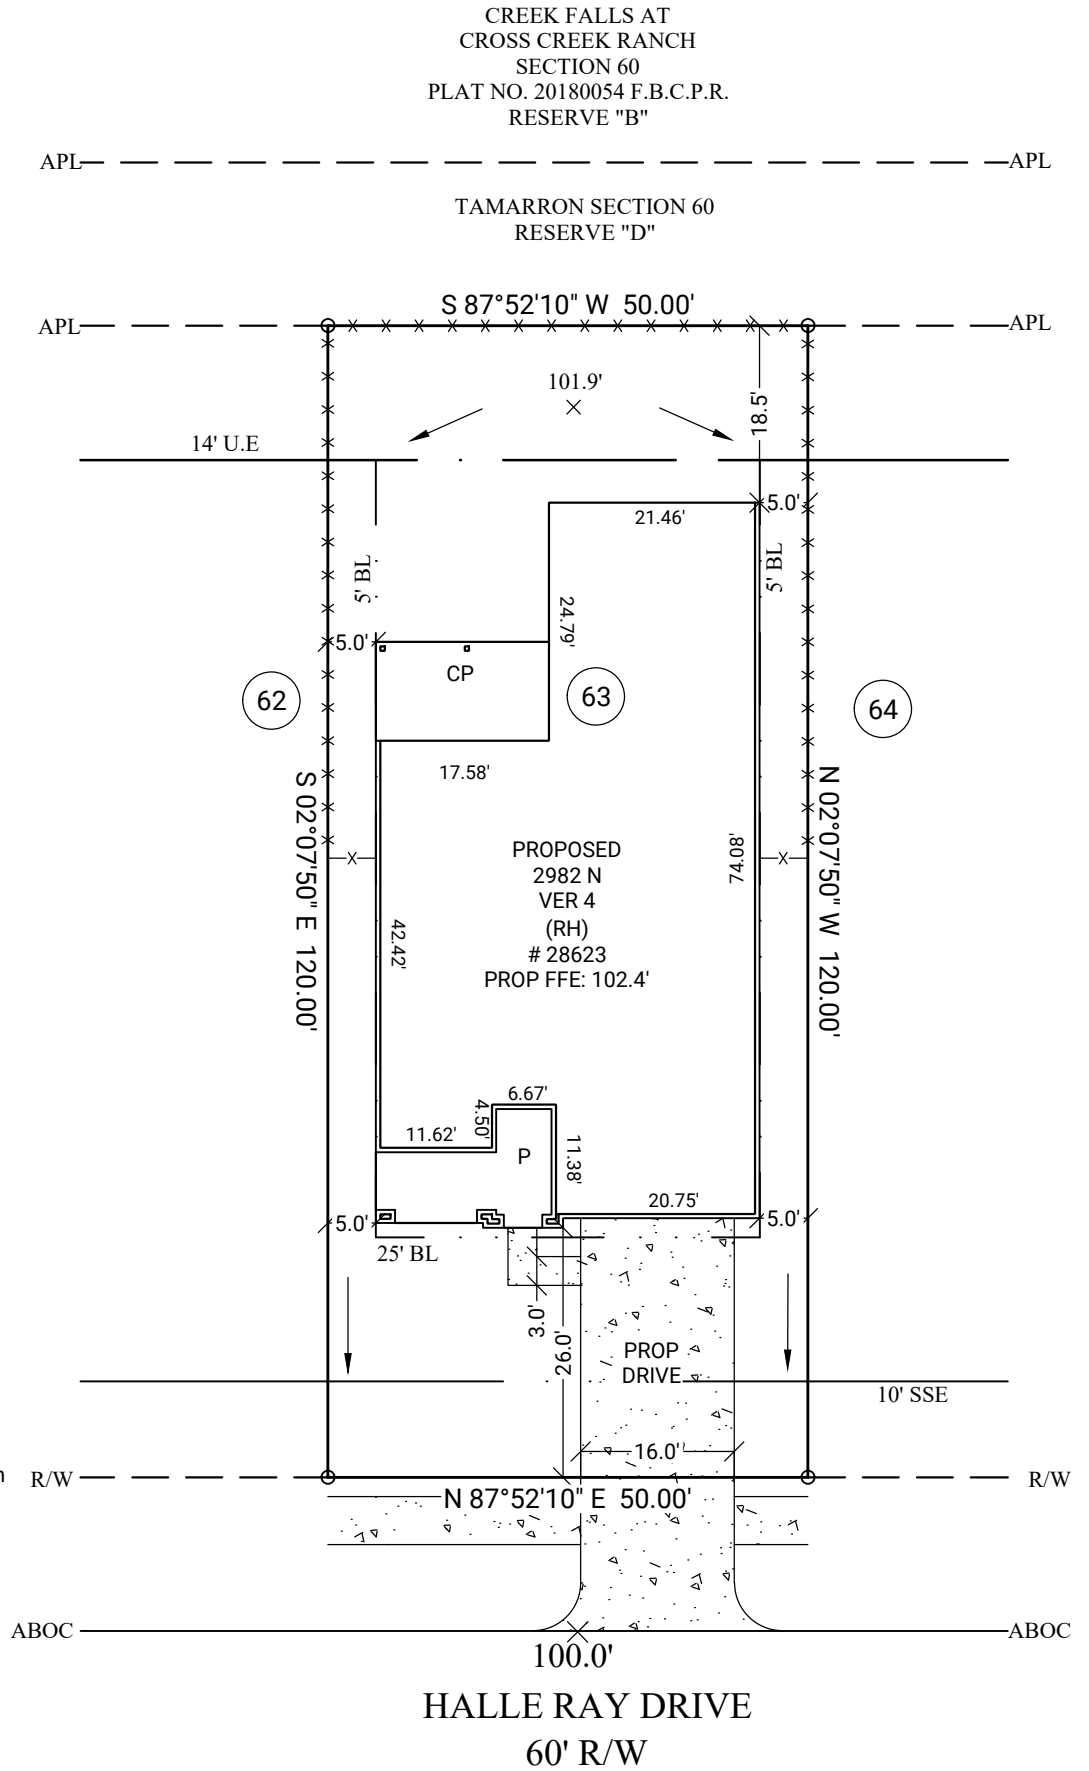 CREEK FALLS AT
CROSS CREEK RANCH
SECTION 60
PLAT NO. 20180054 F.B.C.P.R.
RESERVE "B"
APL
APL
TAMARRON SECTION 60
RESERVE "D"
S 87°52'10" W 50.00'
APL
APL
101.9'
18.5'
14' U.E
5.0'
21.46'
5' BL
5' BL
24.79'
5.0'
CP
62
63
64
17.58'
S 02°07'50" E 120.00'
N 02°07'50" W 120.00'
74.08'
PROPOSED
2982 N
VER 4
(RH)
# 28623
PROP FFE: 102.4'
42.42'
6.67'
4.50'
11.62'
11.38'
P
20.75'
5.0'
5.0'
25' BL
3.0'
26.0'
PROP
DRIVE
10' SSE
16.0'
R/W
R/W
N 87°52'10" E 50.00'
ABOC
ABOC
100.0'
HALLE RAY DRIVE
60' R/W